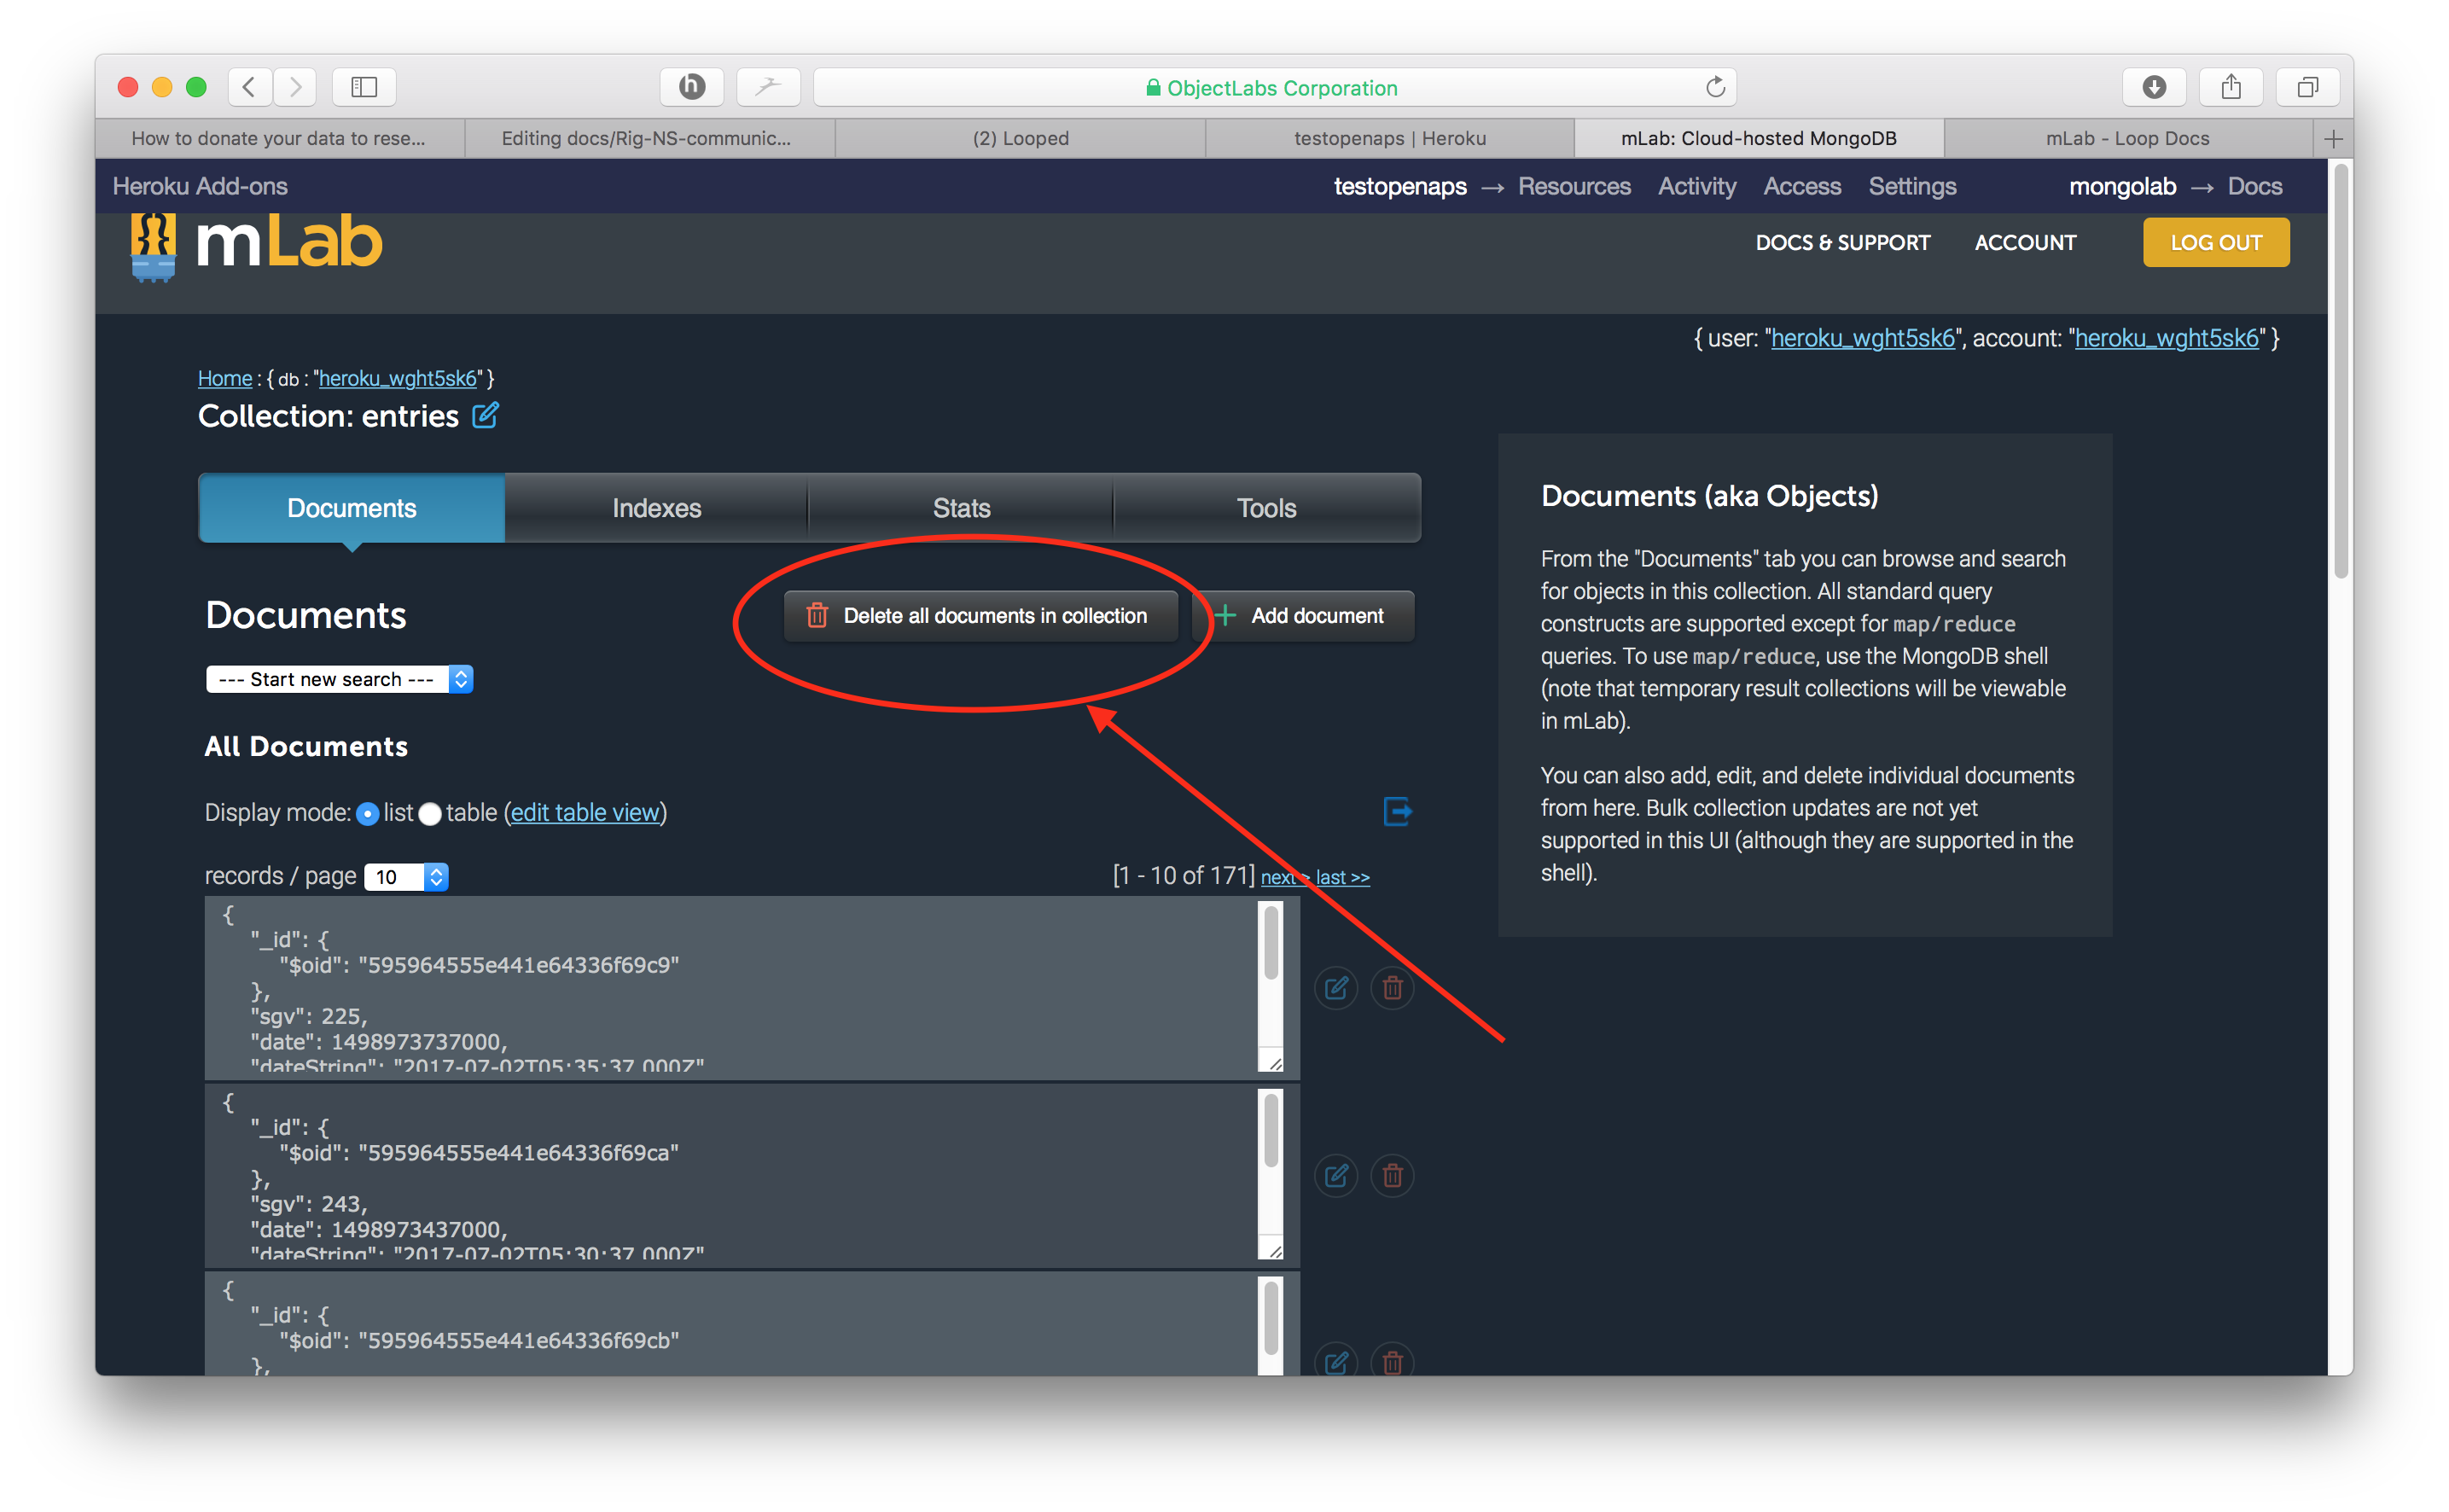 ObjectLabs Corporation
How to donate your data to rese...
Editing docs/Rig-NS-communic...
(2) Looped
testopenaps | Heroku
mLab: Cloud-hosted MongoDB
mLab - Loop Docs
Heroku Add-ons
testopenaps → Resources Activity Access Settings
mongolab → Docs
mLab
DOCS & SUPPORT
ACCOUNT
LOG OUT
{ user: "heroku_wght5sk6", account: "heroku_wght5sk6" }
Home : { db : "heroku_wght5sk6" }
Collection: entries
Documents
Indexes
Stats
Tools
Documents
Delete all documents in collection
Add document
--- Start new search ---
All Documents
Display mode: list table (edit table view)
records / page 10
[1 - 10 of 171] next > last >>
{
"_id": {
"$oid": "595964555e441e64336f69c9"
},
"sgv": 225,
"date": 1498973737000,
"dateString": "2017-07-02T05:35:37.000Z"
{
"_id": {
"$oid": "595964555e441e64336f69ca"
},
"sgv": 243,
"date": 1498973437000,
"dateString": "2017-07-02T05:30:37.000Z"
{
"_id": {
"$oid": "595964555e441e64336f69cb"
},
Documents (aka Objects)
From the "Documents" tab you can browse and search
for objects in this collection. All standard query
constructs are supported except for map/reduce
queries. To use map/reduce, use the MongoDB shell
(note that temporary result collections will be viewable
in mLab).
You can also add, edit, and delete individual documents
from here. Bulk collection updates are not yet
supported in this UI (although they are supported in the
shell).